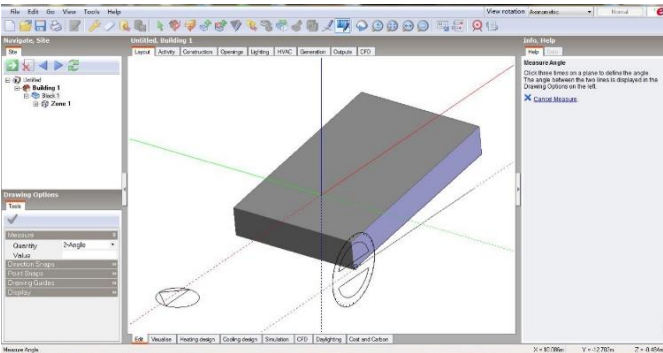 File Edit Go View Tools Help
View rotation Axonometric
Normal
Navigate, Site
Site
Untitled
Building 1
Block 1
Zone 1
Untitled, Building 1
Layout Activity Construction Openings Lighting HVAC Generation Outputs CFD
Info, Help
Help Data
Measure Angle
Click three times on a plane to define the angle.
The angle between the two lines is displayed in the
Drawing Options on the left.
Cancel Measure
Drawing Options
Tools
Measure
Quantity 2-Angle
Value
Direction Snaps
Point Snaps
Drawing Guides
Display
Edit Visualise Heating design Cooling design Simulation CFD Daylighting Cost and Carbon
Measure Angle